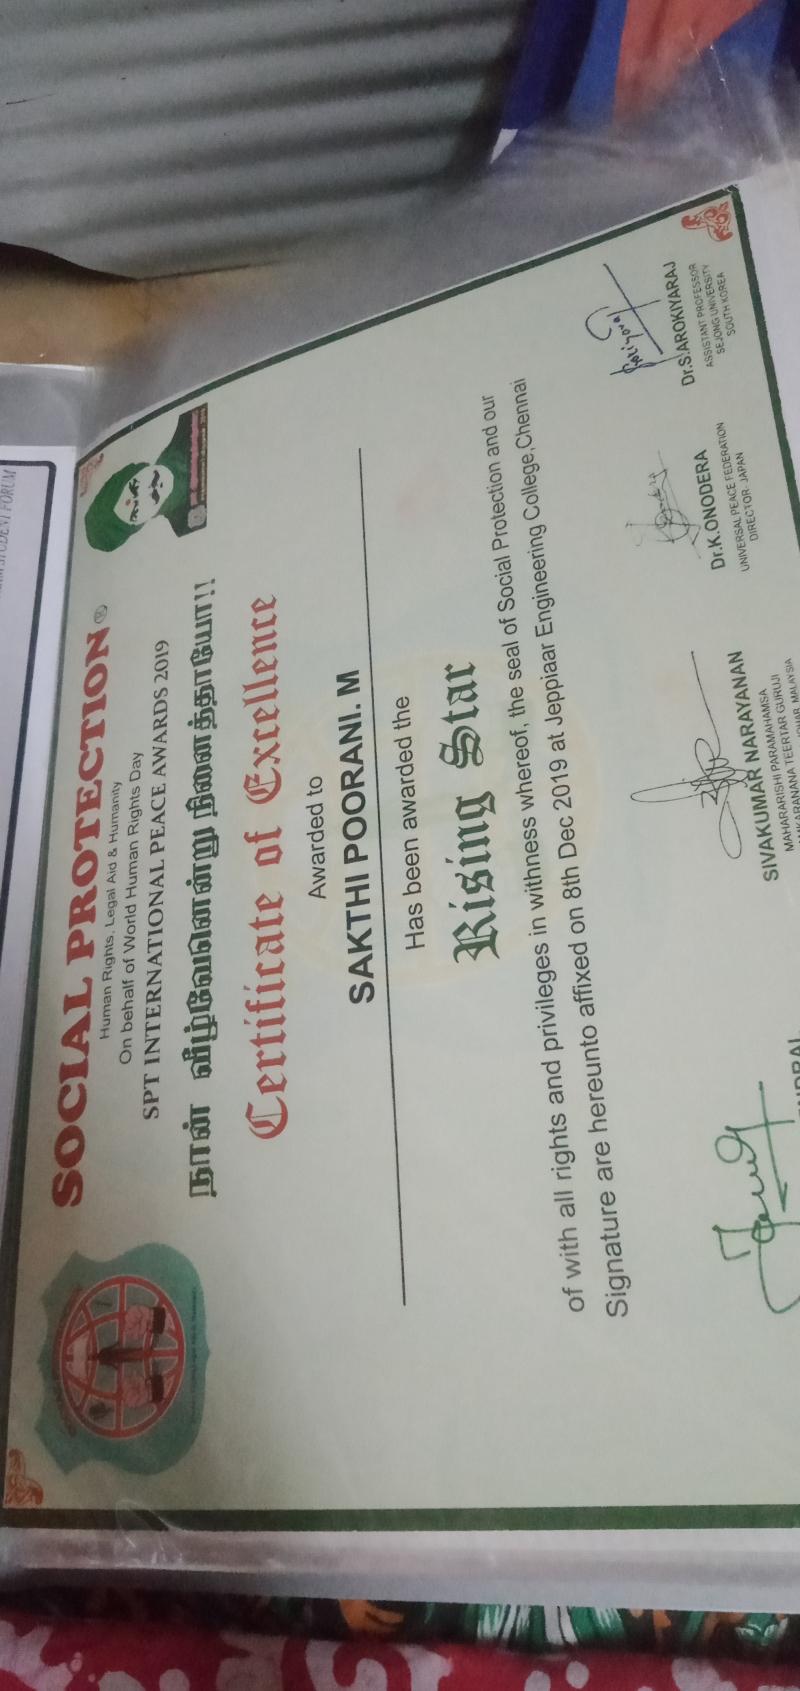 SOCIAL PROTECTION®
Human Rights, Legal Aid & Humanity
On behalf of World Human Rights Day
SPT INTERNATIONAL PEACE AWARDS 2019
நான் வீழ்வேனென்று நினைத்தாயோ!!
Certificate of Excellence
Awarded to
SAKTHI POORANI. M
Has been awarded the
Rising Star
of with all rights and privileges in withness whereof, the seal of Social Protection and our
Signature are hereunto affixed on 8th Dec 2019 at Jeppiaar Engineering College,Chennai
SIVAKUMAR NARAYANAN
MAHARARISHI PARAMAHAMSA
TEERTAR GURUJI
MALAYSIA
Dr.K.ONODERA
UNIVERSAL PEACE FEDERATION
DIRECTOR- JAPAN
Dr.S.AROKIYARAJ
ASSISTANT PROFESSOR
SEJONG UNIVERSITY
SOUTH KOREA
FORUM